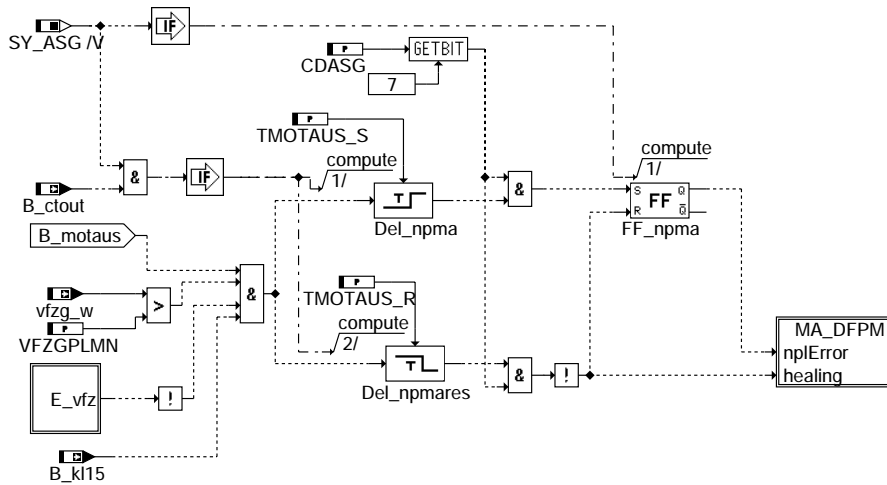 SY_ASG /V
IF
P
CDASG
GETBIT
7
P
TMOTAUS_S
compute
1/
compute
1/
&
IF
B_ctout
T
Del_npma
&
S Q
FF
R Q
FF_npma
B_motaus
vfzg_w
>
P
VFZGPLMN
&
P
TMOTAUS_R
compute
2/
T
Del_npmares
&
!
MA_DFPM
nplError
healing
E_vfz
!
B_kl15